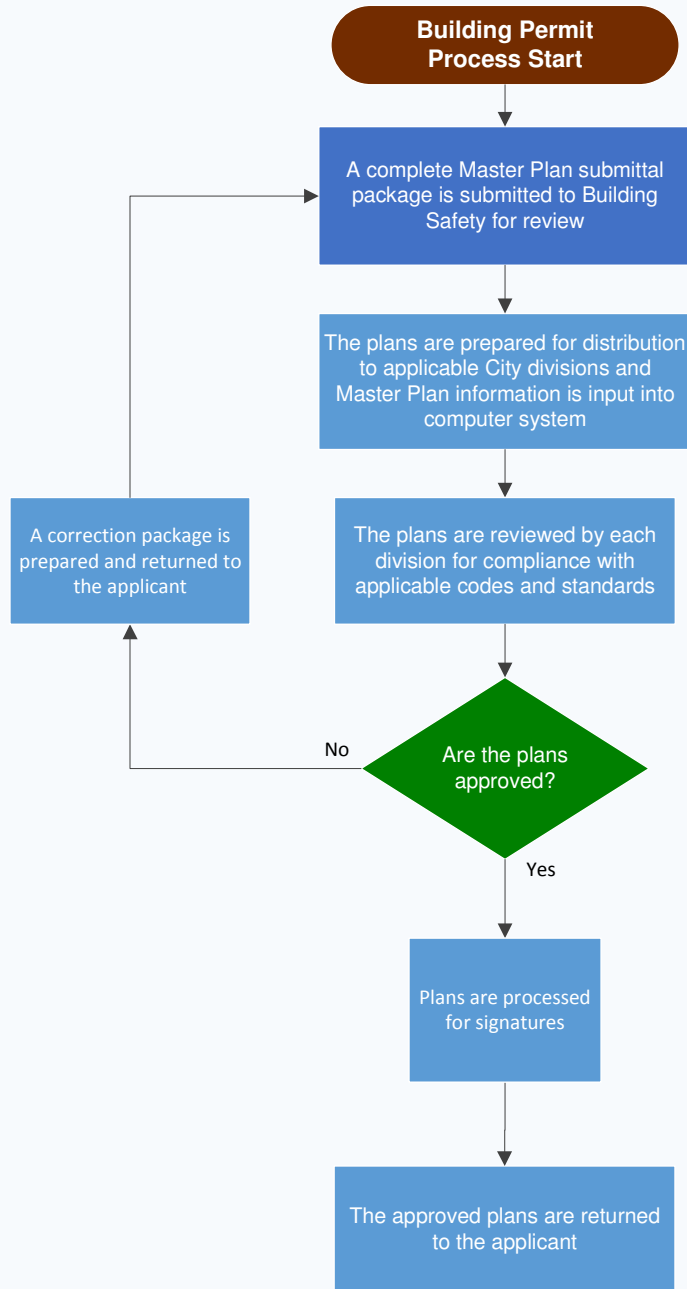 Building Permit
Process Start
A complete Master Plan submittal
package is submitted to Building
Safety for review
The plans are prepared for distribution
to applicable City divisions and
Master Plan information is input into
computer system
A correction package is
prepared and returned to
the applicant
The plans are reviewed by each
division for compliance with
applicable codes and standards
No
Are the plans
approved?
Yes
Plans are processed
for signatures
The approved plans are returned
to the applicant